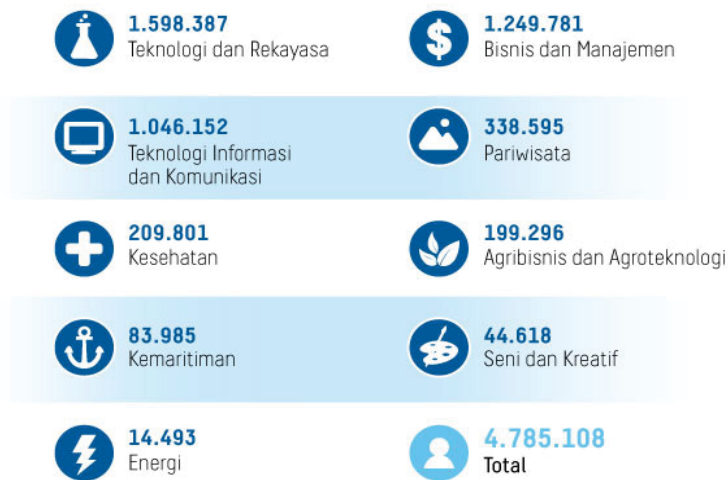 1.598.387
Teknologi dan Rekayasa
1.249.781
Bisnis dan Manajemen
1.046.152
Teknologi Informasi
dan Komunikasi
338.595
Pariwisata
209.801
Kesehatan
199.296
Agribisnis dan Agroteknologi
83.985
Kemaritiman
44.618
Seni dan Kreatif
14.493
Energi
4.785.108
Total